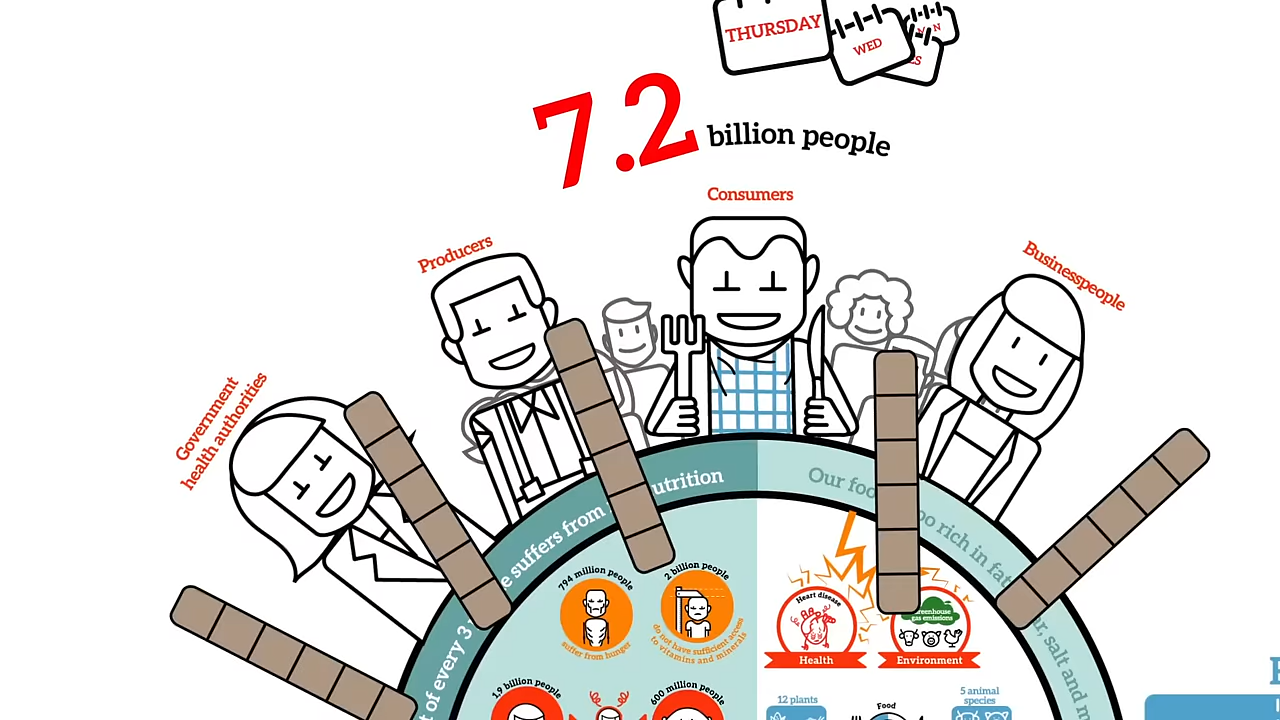 THURSDAY
WED
7.2
billion people
Consumers
Producers
Businesspeople
Government
health authorities
t of every 3
e suffers from
utrition
Our foo
oo rich in fat
r, salt and m
794 million people
suffer from hunger
2 billion people
do not have sufficient access
to vitamins and minerals
Heart disease
Health
Greenhouse
gas emissions
Environment
1.9 billion people
600 million people
12 plants
Food
5 animal
species